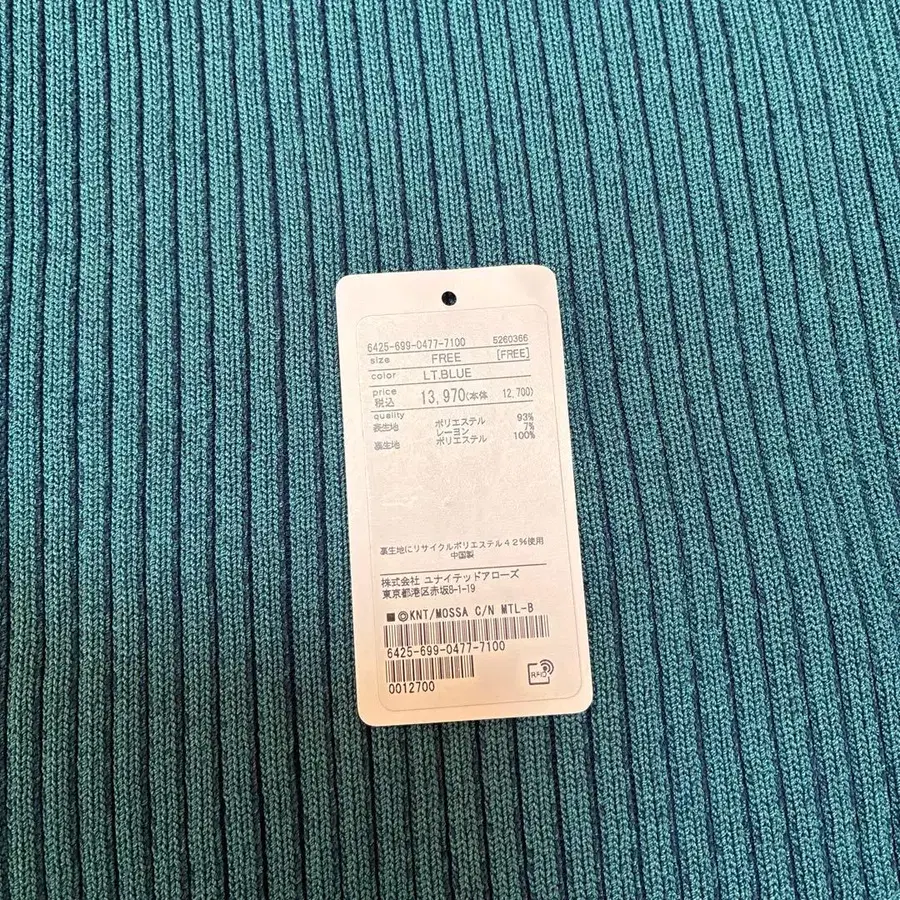 6425-699-0477-7100 5260366
size FREE [FREE]
color LT.BLUE
price 税込 13,970(本体 12,700)
quality
表生地 ポリエステル 93%
レーヨン 7%
裏生地 ポリエステル 100%
裏生地にリサイクルポリエステル42%使用
中国製
株式会社 ユナイテッドアローズ
東京都港区赤坂8-1-19
■ ◎KNT/MOSSA C/N MTL-B
6425-699-0477-7100
0012700
RFID